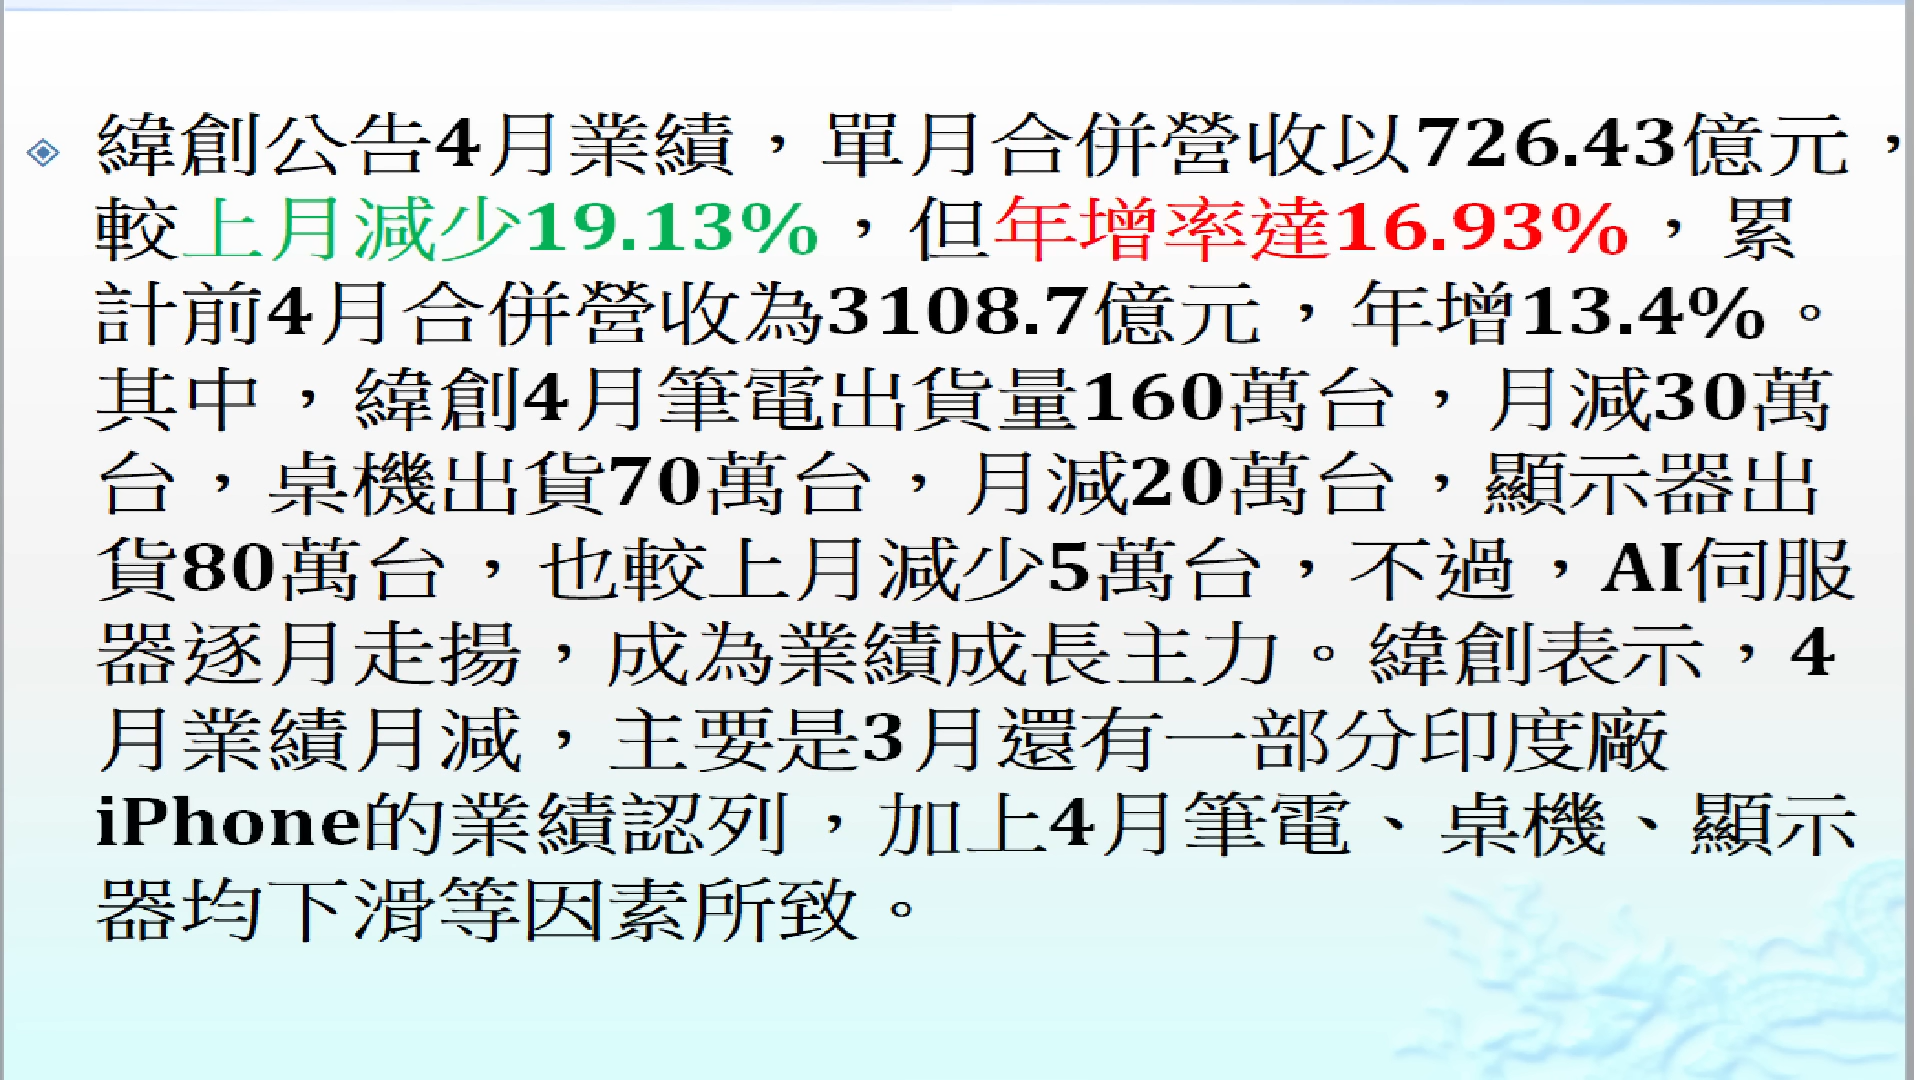 緯創公告4月業績，單月合併營收以726.43億元，
較上月減少19.13%，但年增率達16.93%，累
計前4月合併營收為3108.7億元，年增13.4%。
其中，緯創4月筆電出貨量160萬台，月減30萬
台，桌機出貨70萬台，月減20萬台，顯示器出
貨80萬台，也較上月減少5萬台，不過，AI伺服
器逐月走揚，成為業績成長主力。緯創表示，4
月業績月減，主要是3月還有一部分印度廠
iPhone的業績認列，加上4月筆電、桌機、顯示
器均下滑等因素所致。